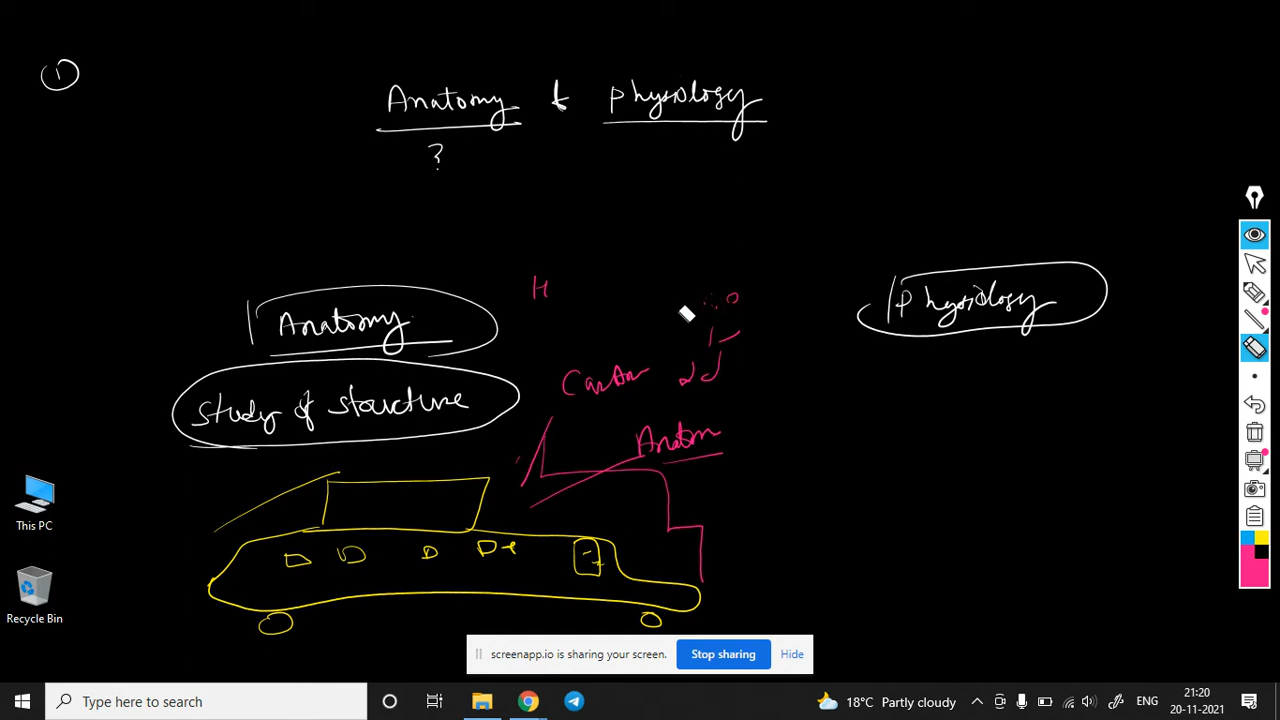 1
Anatomy & physiology
?
H
Anatomy
Physiology
Study of structure
Anatom
This PC
Recycle Bin
screenapp.io is sharing your screen.
Stop sharing
Hide
Type here to search
18°C Partly cloudy
ENG
21:20
20-11-2021